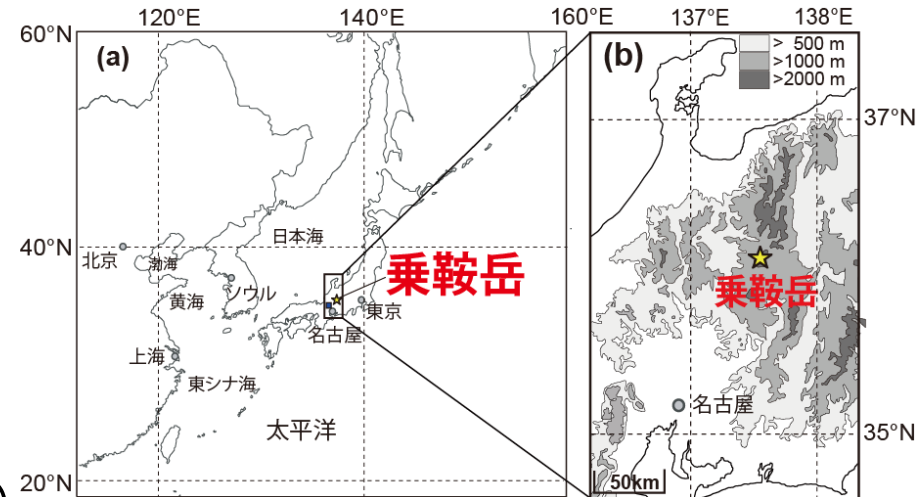 120°E
140°E
160°E
137°E
138°E
60°N
(a)
(b)
> 500 m
>1000 m
>2000 m
37°N
日本海
40°N
北京
渤海
乗鞍岳
乗鞍岳
黄海
ソウル
東京
名古屋
上海
東シナ海
名古屋
太平洋
35°N
20°N
50km